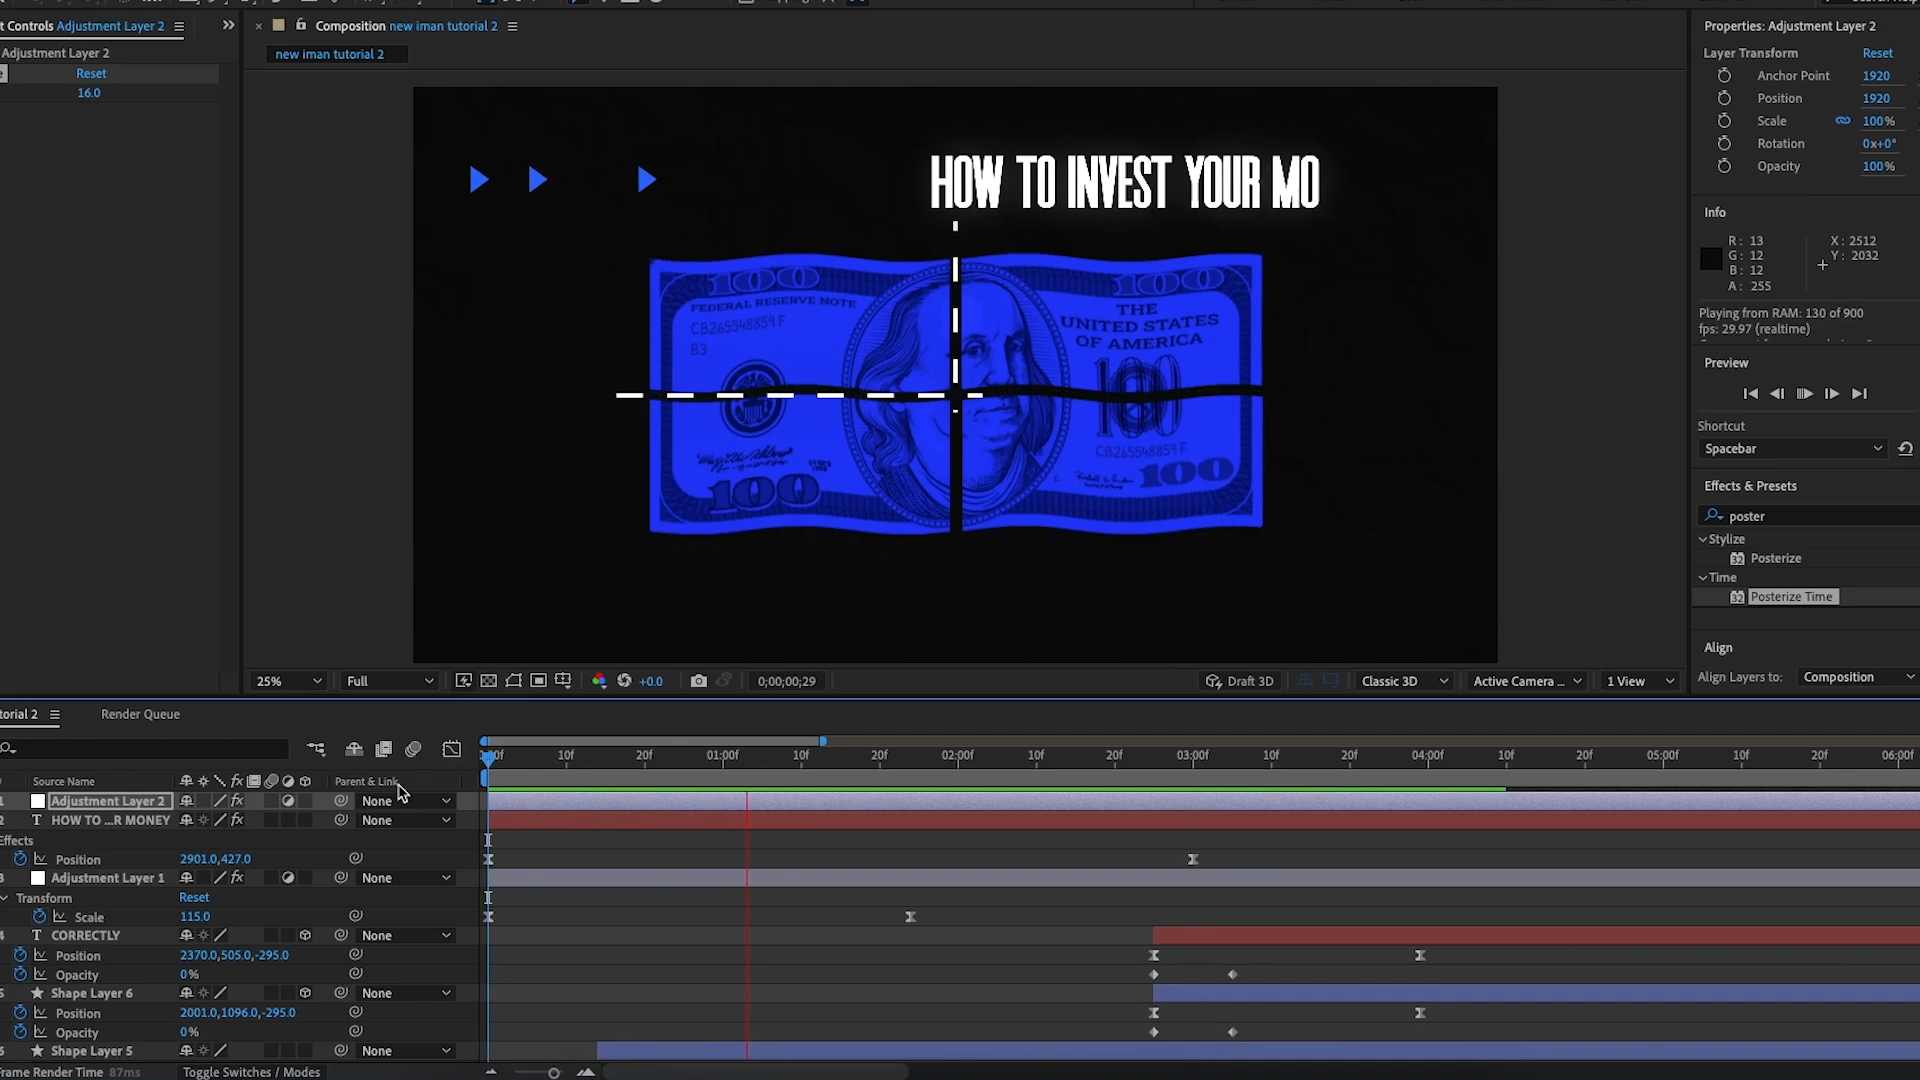 t Controls Adjustment Layer 2
Adjustment Layer 2
Reset
16.0
Composition new iman tutorial 2
new iman tutorial 2
HOW TO INVEST YOUR MO
100 100
FEDERAL RESERVE NOTE
CB265548859 F
B3
THE
UNITED STATES
OF AMERICA
100
CB265548859 F
100 100
25% Full +0.0 0;00;00;29 Draft 3D Classic 3D Active Camera ... 1 View
Properties: Adjustment Layer 2
Layer Transform Reset
Anchor Point 1920
Position 1920
Scale 100%
Rotation 0x+0°
Opacity 100%
Info
R: 13 X: 2512
G: 12 Y: 2032
B: 12
A: 255
Playing from RAM: 130 of 900
fps: 29.97 (realtime)
Preview
Shortcut
Spacebar
Effects & Presets
poster
Stylize
32 Posterize
Time
32 Posterize Time
Align
Align Layers to: Composition
torial 2 Render Queue
10f 20f 01:00f 10f 20f 02:00f 10f 20f 03:00f 10f 20f 04:00f 10f 20f 05:00f 10f 20f 06:00f
Source Name fx Parent & Link
1 Adjustment Layer 2 fx None
2 T HOW TO ...R MONEY fx None
Effects
Position 2901.0,427.0
3 Adjustment Layer 1 fx None
Transform Reset
Scale 115.0
4 T CORRECTLY None
Position 2370.0,505.0,-295.0
Opacity 0%
5 Shape Layer 6 None
Position 2001.0,1096.0,-295.0
Opacity 0%
6 Shape Layer 5 None
Frame Render Time 87ms Toggle Switches / Modes